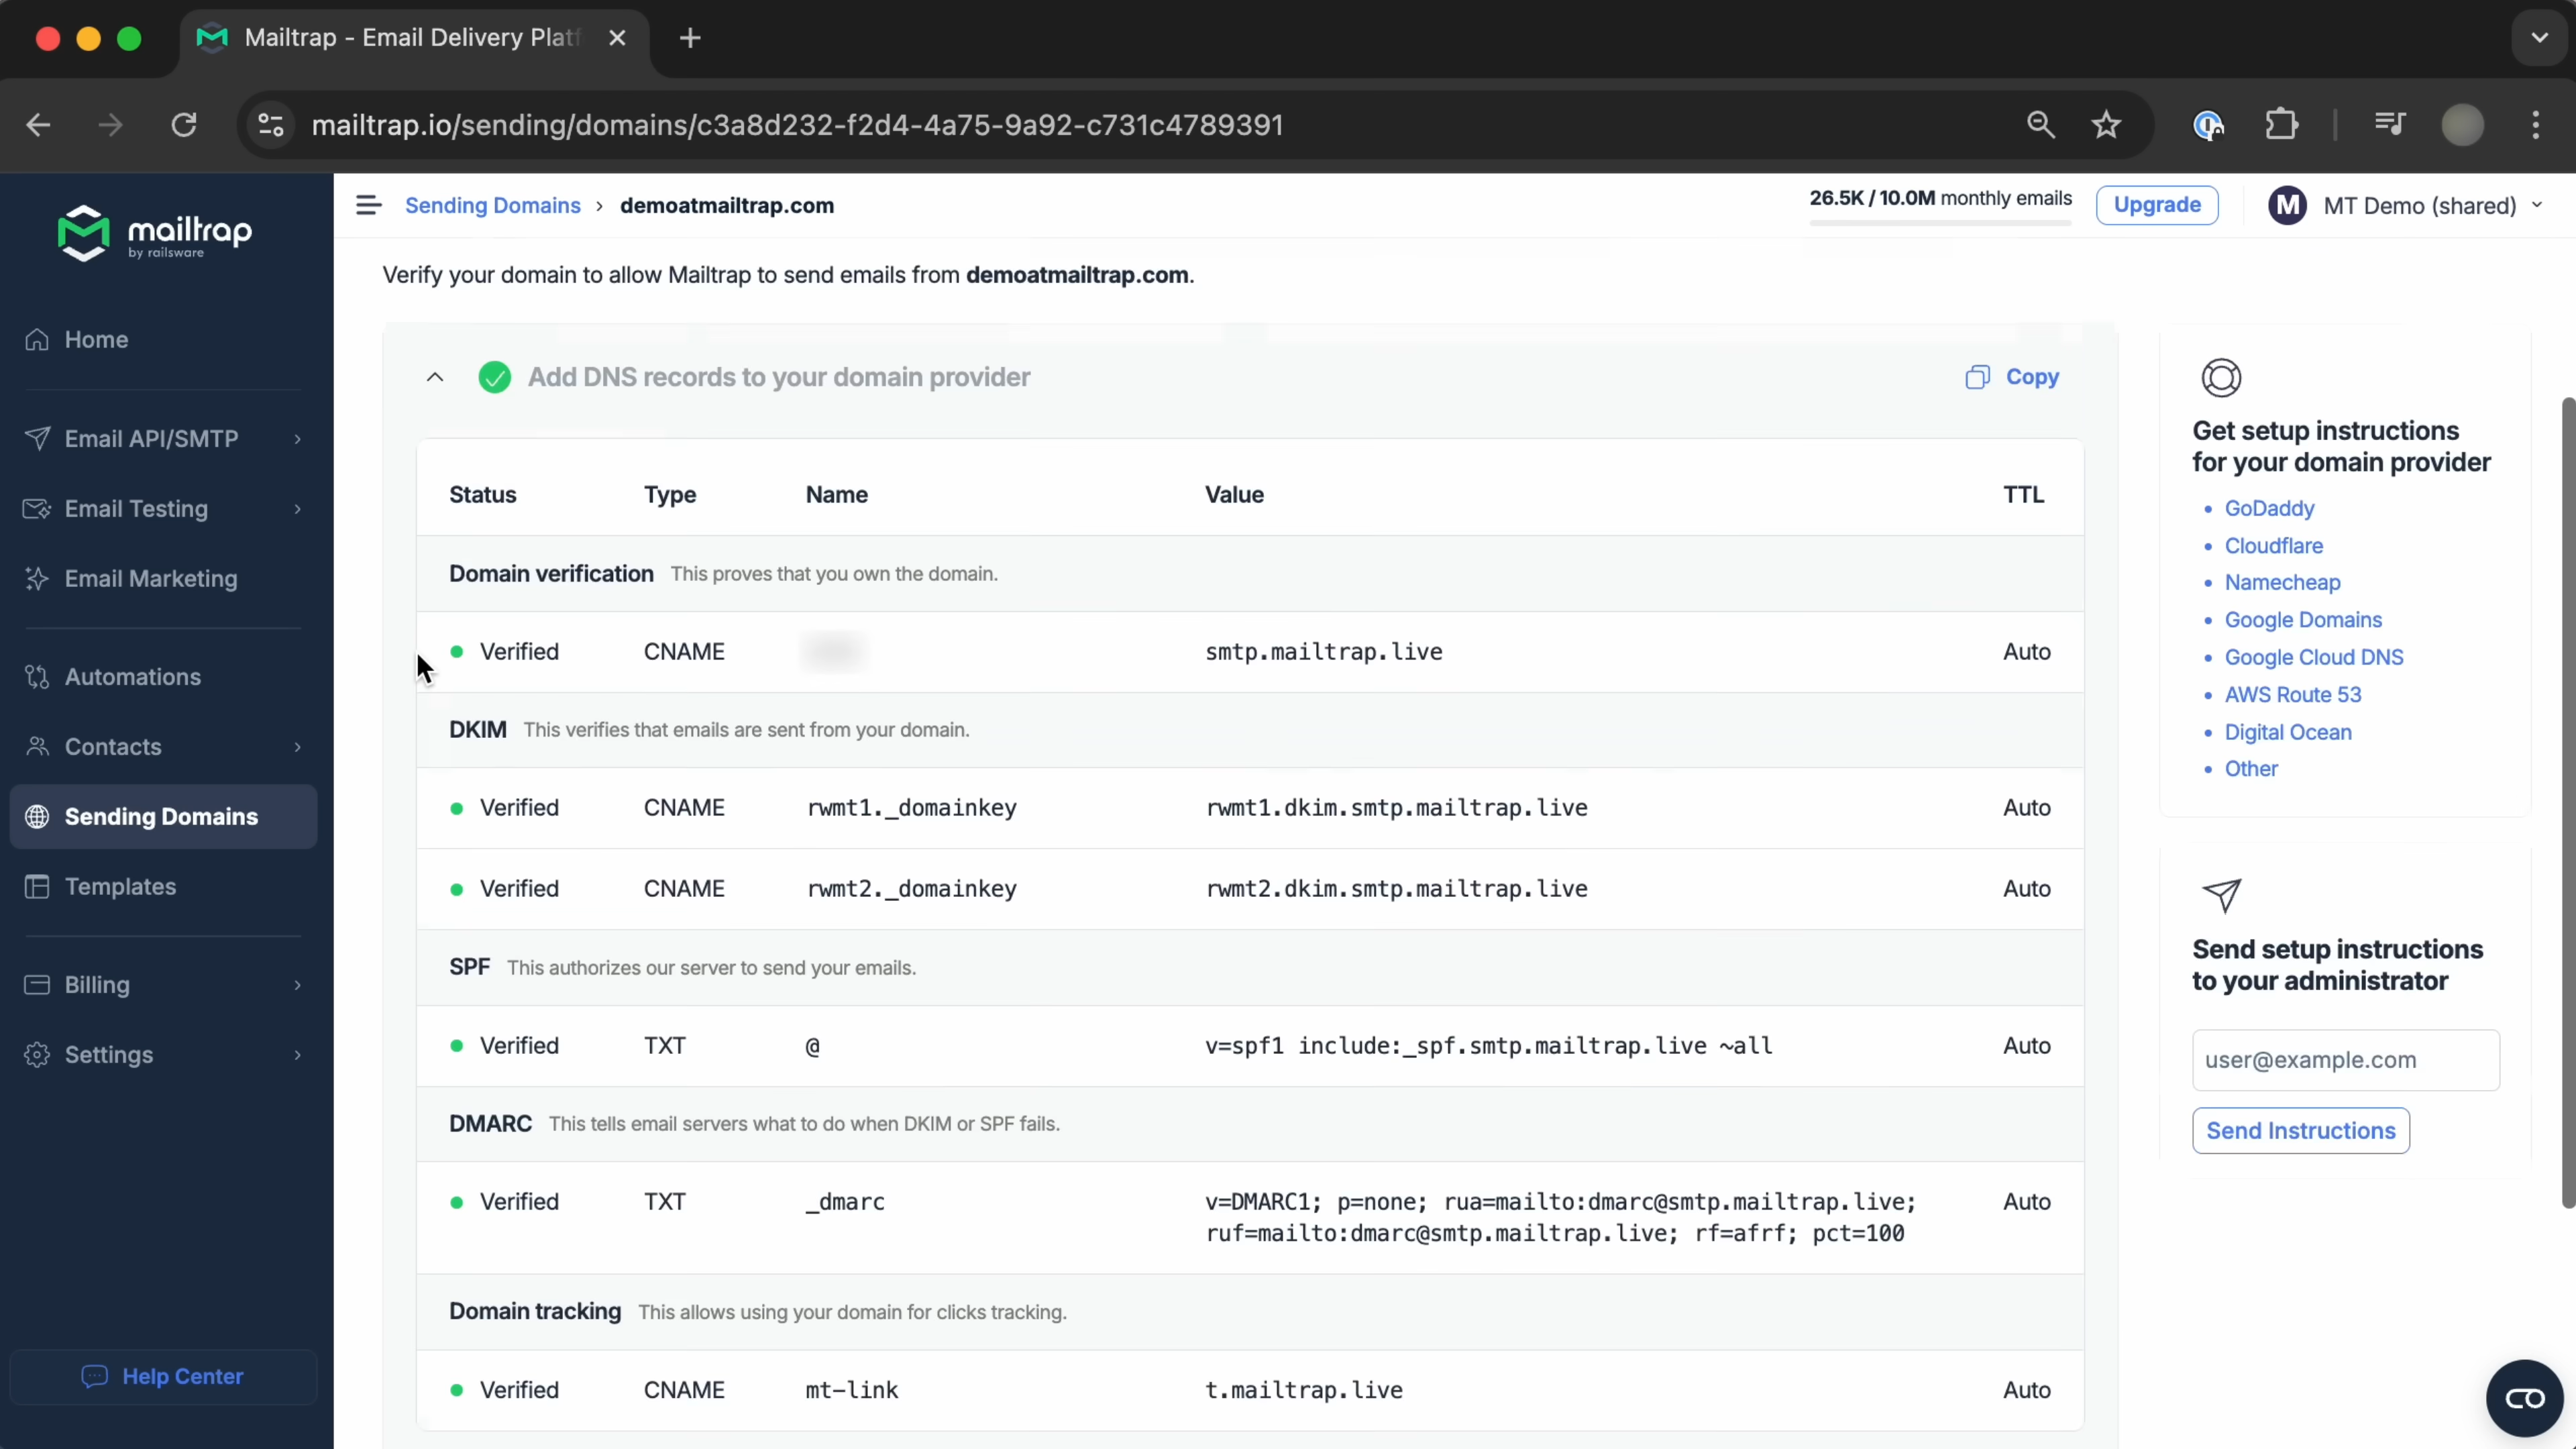 Mailtrap - Email Delivery Platf
mailtrap.io/sending/domains/c3a8d232-f2d4-4a75-9a92-c731c4789391
mailtrap
by railsware
Home
Email API/SMTP
Email Testing
Email Marketing
Automations
Contacts
Sending Domains
Templates
Billing
Settings
Help Center
Sending Domains › demoatmailtrap.com
26.5K / 10.0M monthly emails
Upgrade
M MT Demo (shared)
Verify your domain to allow Mailtrap to send emails from demoatmailtrap.com.
Add DNS records to your domain provider
Copy
Status Type Name Value TTL
Domain verification This proves that you own the domain.
Verified CNAME smtp.mailtrap.live Auto
DKIM This verifies that emails are sent from your domain.
Verified CNAME rwmt1._domainkey rwmt1.dkim.smtp.mailtrap.live Auto
Verified CNAME rwmt2._domainkey rwmt2.dkim.smtp.mailtrap.live Auto
SPF This authorizes our server to send your emails.
Verified TXT @ v=spf1 include:_spf.smtp.mailtrap.live ~all Auto
DMARC This tells email servers what to do when DKIM or SPF fails.
Verified TXT _dmarc v=DMARC1; p=none; rua=mailto:dmarc@smtp.mailtrap.live; Auto
ruf=mailto:dmarc@smtp.mailtrap.live; rf=afrf; pct=100
Domain tracking This allows using your domain for clicks tracking.
Verified CNAME mt-link t.mailtrap.live Auto
Get setup instructions
for your domain provider
• GoDaddy
• Cloudflare
• Namecheap
• Google Domains
• Google Cloud DNS
• AWS Route 53
• Digital Ocean
• Other
Send setup instructions
to your administrator
user@example.com
Send Instructions